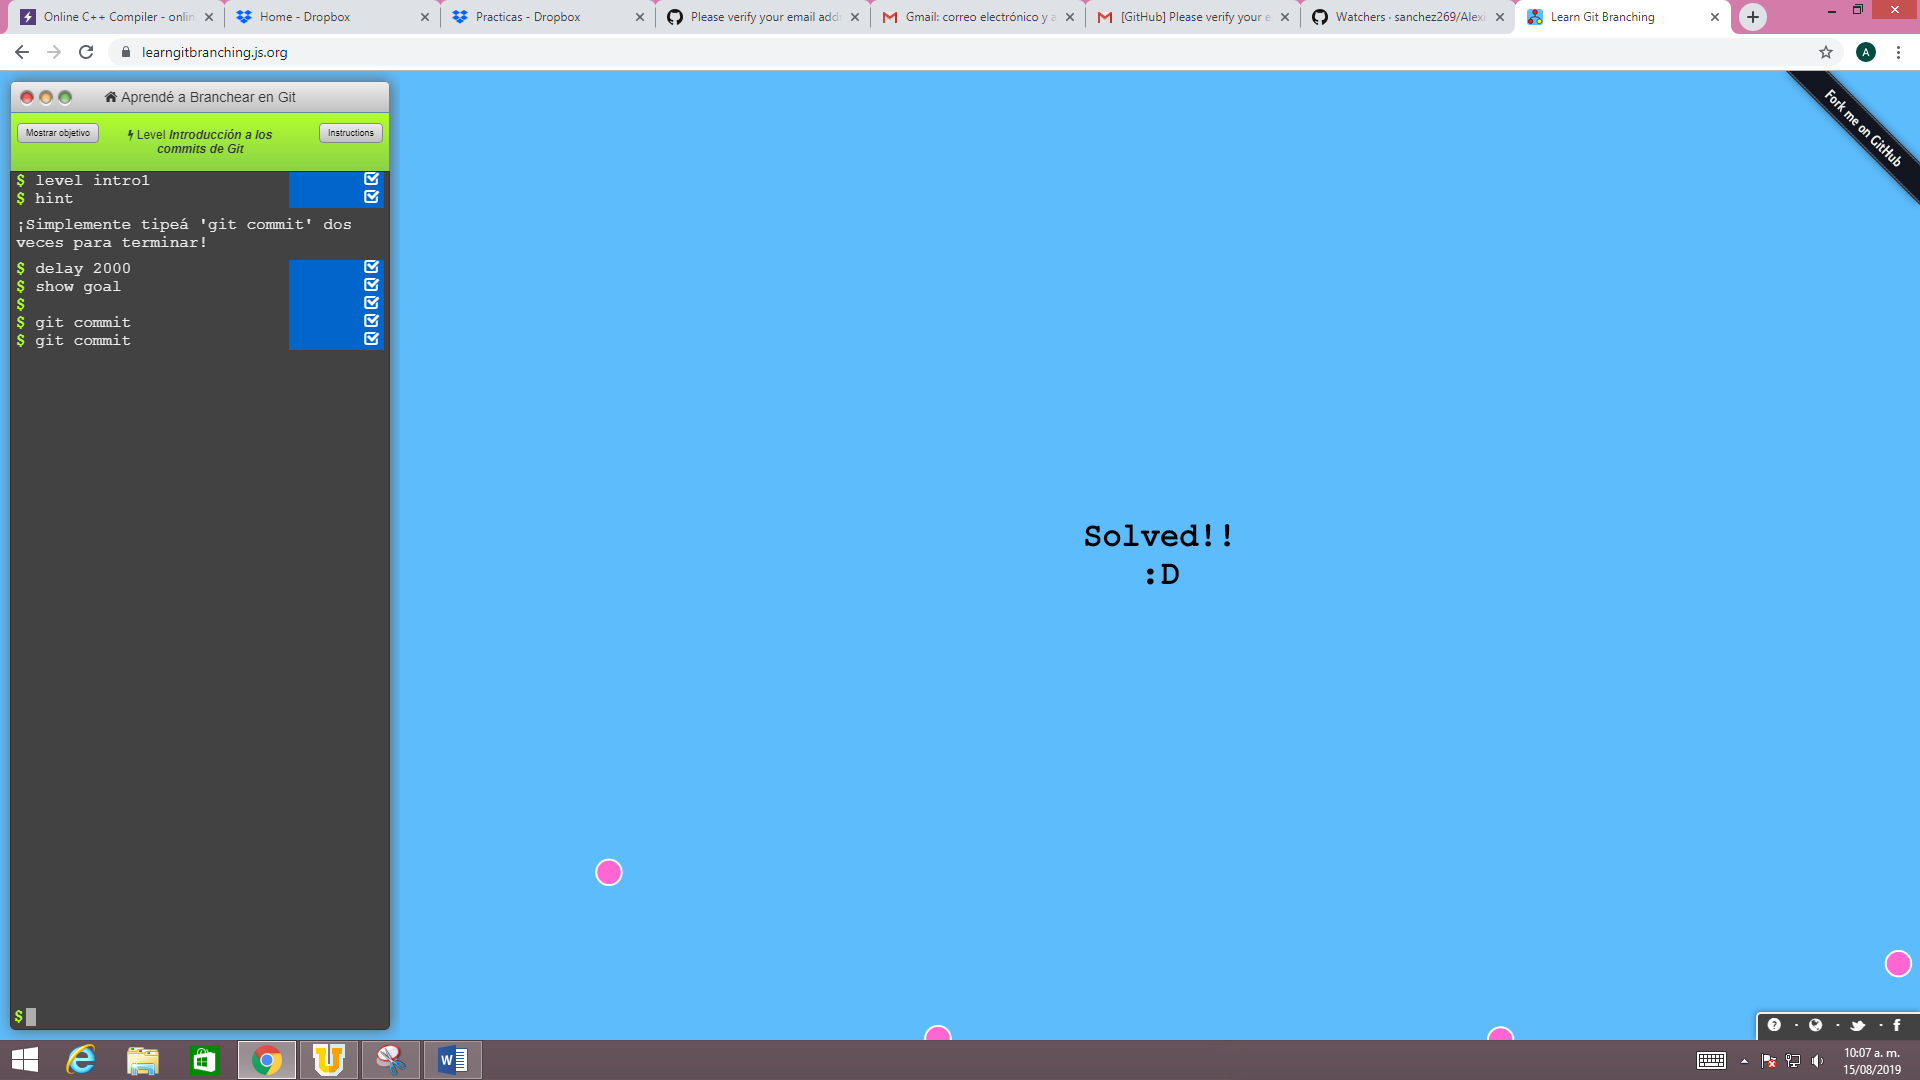 Online C++ Compiler - onlin
Home - Dropbox
Practicas - Dropbox
Please verify your email addr
Gmail: correo electrónico y a
[GitHub] Please verify your e
Watchers · sanchez269/Alexi
Learn Git Branching
learngitbranching.js.org
A
Aprendé a Branchear en Git
Mostrar objetivo
Level Introducción a los
commits de Git
Instructions
$ level intro1
$ hint
¡Simplemente tipeá 'git commit' dos
veces para terminar!
$ delay 2000
$ show goal
$
$ git commit
$ git commit
$
Solved!!
:D
Fork me on GitHub
10:07 a. m.
15/08/2019